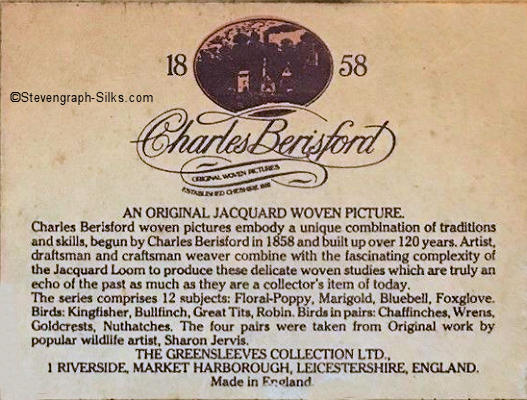 18 58
©Stevengraph-Silks.com
Charles Berisford
ORIGINAL WOVEN PICTURES
ESTABLISHED CHESHIRE 1858
AN ORIGINAL JACQUARD WOVEN PICTURE.
Charles Berisford woven pictures embody a unique combination of traditions
and skills, begun by Charles Berisford in 1858 and built up over 120 years. Artist,
draftsman and craftsman weaver combine with the fascinating complexity of
the Jacquard Loom to produce these delicate woven studies which are truly an
echo of the past as much as they are a collector's item of today.
The series comprises 12 subjects: Floral-Poppy, Marigold, Bluebell, Foxglove.
Birds: Kingfisher, Bullfinch, Great Tits, Robin. Birds in pairs: Chaffinches, Wrens,
Goldcrests, Nuthatches. The four pairs were taken from Original work by
popular wildlife artist, Sharon Jervis.
THE GREENSLEEVES COLLECTION LTD.,
1 RIVERSIDE, MARKET HARBOROUGH, LEICESTERSHIRE, ENGLAND.
Made in England